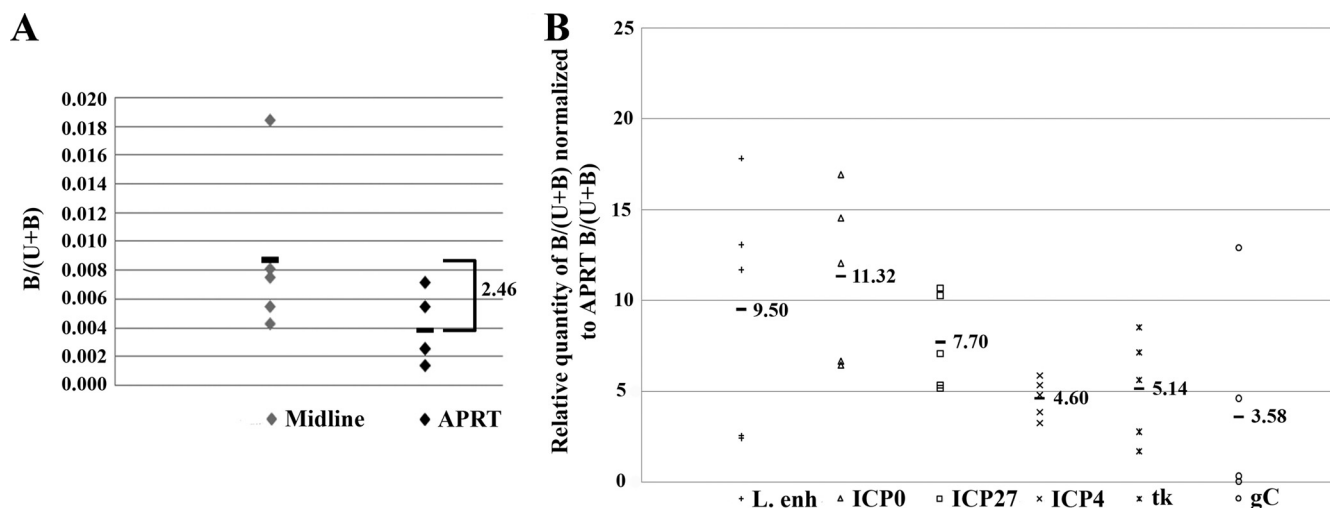 A
B/(U+B)
0.020
0.018
0.016
0.014
0.012
0.010
0.008
0.006
0.004
0.002
0.000
2.46
Midline
APRT
B
Relative quantity of B/(U+B) normalized
to APRT B/(U+B)
25
20
15
10
5
0
9.50
11.32
7.70
4.60
5.14
3.58
L. enh
ICP0
ICP27
ICP4
tk
gC